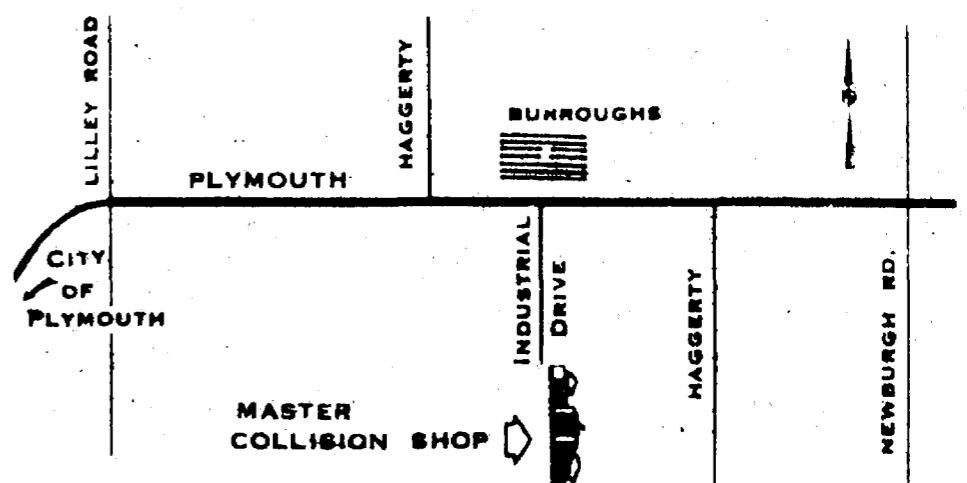 LILLEY ROAD
HAGGERTY
BURROUGHS
PLYMOUTH
CITY
OF
PLYMOUTH
INDUSTRIAL
DRIVE
HAGGERTY
NEWBURGH RD.
MASTER
COLLISION SHOP